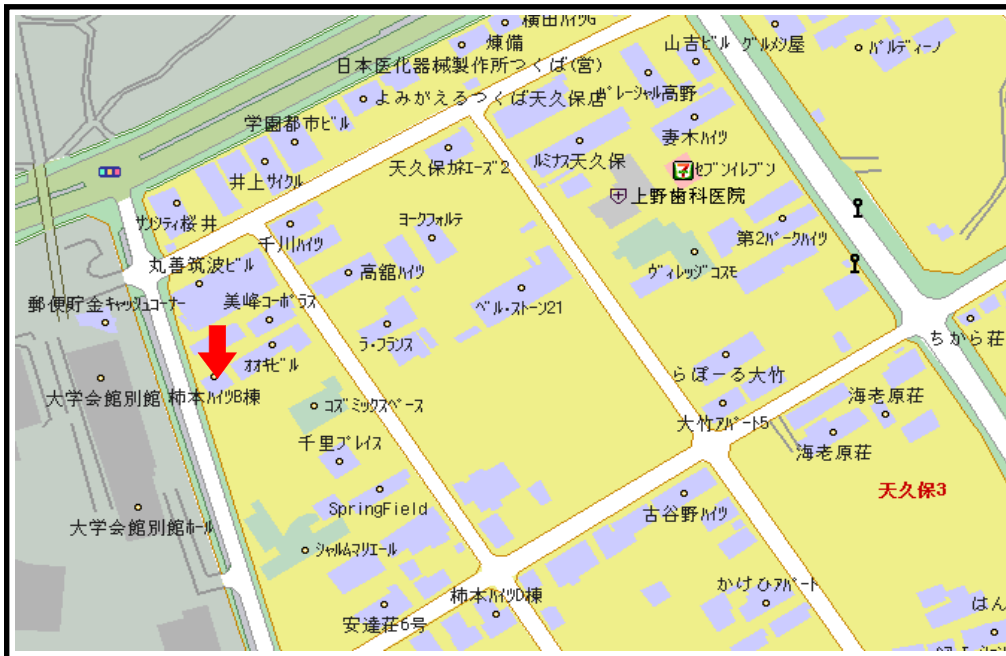 横田ハイツG
煉備
山吉ビル
グルメツ屋
パルディーノ
日本医化器械製作所つくば(営)
よみがえるつくば天久保店
パレーシャル高野
学園都市ビル
妻木ハイツ
天久保カネエーズ2
ルミナス天久保
セブンイレブン
井上サイクル
上野歯科医院
サンシティ桜井
千川ハイツ
ヨークフォルテ
第2パークハイツ
丸善筑波ビル
高舘ハイツ
ヴィレッジコスモ
郵便貯金キャッシュコーナー
美峰コーポラス
ベル・ストーン21
ラ・フランス
ちから荘
オオキビル
らぽーる大竹
大学会館別館
柿本ハイツB棟
コズミックスペース
海老原荘
大竹アパート5
千里プレイス
海老原荘
天久保3
SpringField
大学会館別館ホール
古谷野ハイツ
シャルムマリエール
柿本ハイツD棟
かけひアパート
安達荘6号
はん